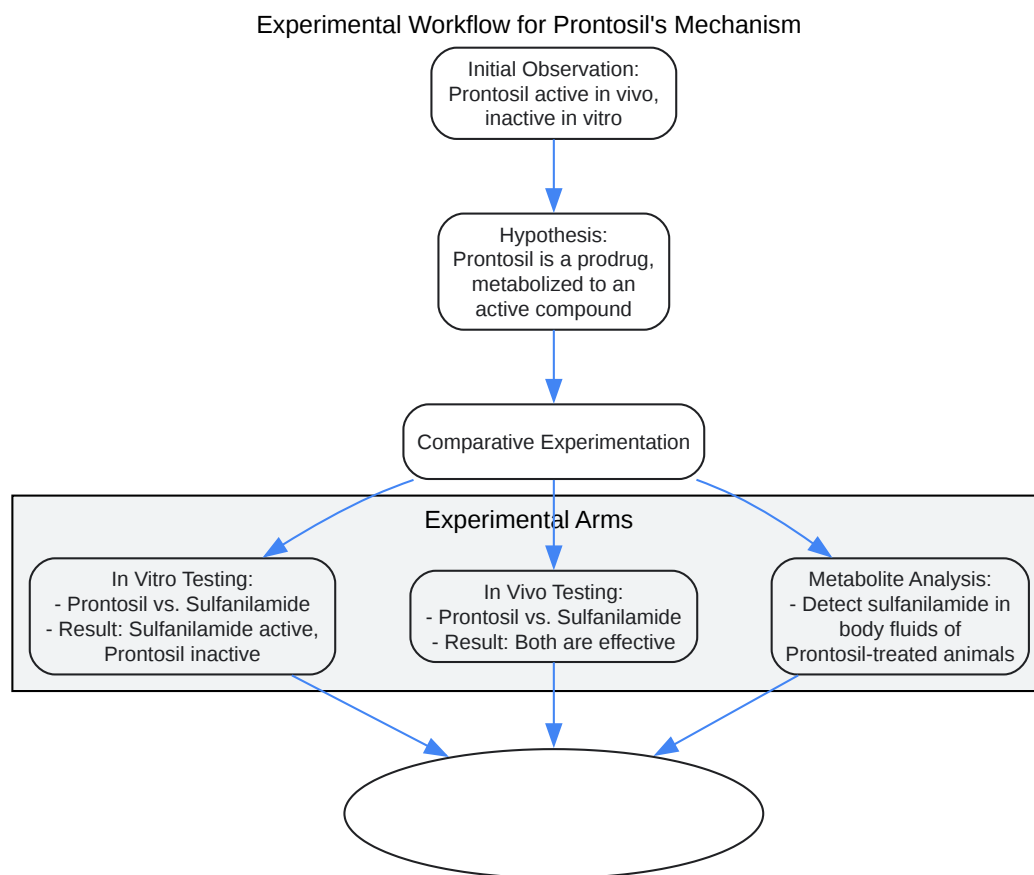 Experimental Workflow for Prontosil's Mechanism
Initial Observation:
Prontosil active in vivo,
inactive in vitro
Hypothesis:
Prontosil is a prodrug,
metabolized to an
active compound
Comparative Experimentation
Experimental Arms
In Vitro Testing:
- Prontosil vs. Sulfanilamide
- Result: Sulfanilamide active,
Prontosil inactive
In Vivo Testing:
- Prontosil vs. Sulfanilamide
- Result: Both are effective
Metabolite Analysis:
- Detect sulfanilamide in
body fluids of
Prontosil-treated animals